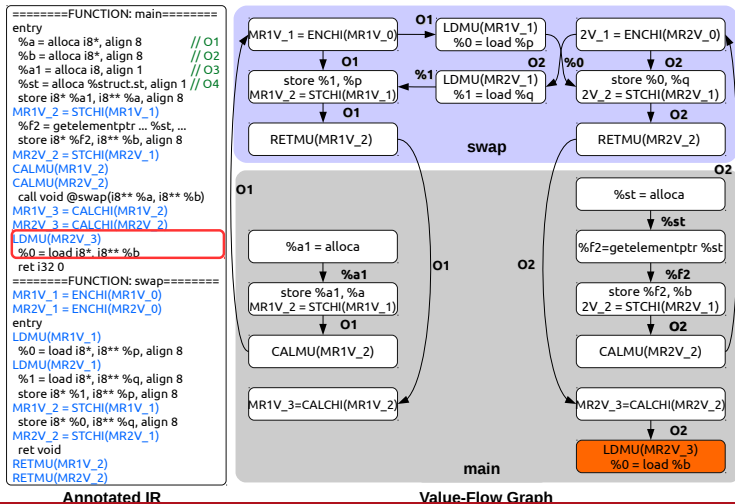 ========FUNCTION: main========
entry
%a = alloca i8*, align 8 // O1
%b = alloca i8*, align 8 // O2
%a1 = alloca i8, align 1 // O3
%st = alloca %struct.st, align 1 // O4
store i8* %a1, i8** %a, align 8
MR1V_2 = STCHI(MR1V_1)
%f2 = getelementptr ... %st, ...
store i8* %f2, i8** %b, align 8
MR2V_2 = STCHI(MR2V_1)
CALMU(MR1V_2)
CALMU(MR2V_2)
call void @swap(i8** %a, i8** %b)
MR1V_3 = CALCHI(MR1V_2)
MR2V_3 = CALCHI(MR2V_2)
LDMU(MR2V_3)
%0 = load i8*, i8** %b
ret i32 0
========FUNCTION: swap========
MR1V_1 = ENCHI(MR1V_0)
MR2V_1 = ENCHI(MR2V_0)
entry
LDMU(MR1V_1)
%0 = load i8*, i8** %p, align 8
LDMU(MR2V_1)
%1 = load i8*, i8** %q, align 8
store i8* %1, i8** %p, align 8
MR1V_2 = STCHI(MR1V_1)
store i8* %0, i8** %q, align 8
MR2V_2 = STCHI(MR2V_1)
ret void
RETMU(MR1V_2)
RETMU(MR2V_2)
Annotated IR
MR1V_1 = ENCHI(MR1V_0)
O1
LDMU(MR1V_1)
%0 = load %p
2V_1 = ENCHI(MR2V_0)
O1
O2
%0
O2
store %1, %p
MR1V_2 = STCHI(MR1V_1)
%1
LDMU(MR2V_1)
%1 = load %q
store %0, %q
2V_2 = STCHI(MR2V_1)
O1
O2
RETMU(MR1V_2)
swap
RETMU(MR2V_2)
O1
O2
%st = alloca
%st
%a1 = alloca
O1
O2
%f2=getelementptr %st
%a1
%f2
store %a1, %a
MR1V_2 = STCHI(MR1V_1)
store %f2, %b
2V_2 = STCHI(MR2V_1)
O1
O2
CALMU(MR1V_2)
CALMU(MR2V_2)
MR1V_3=CALCHI(MR1V_2)
MR2V_3=CALCHI(MR2V_2)
O2
LDMU(MR2V_3)
%0 = load %b
main
Value-Flow Graph